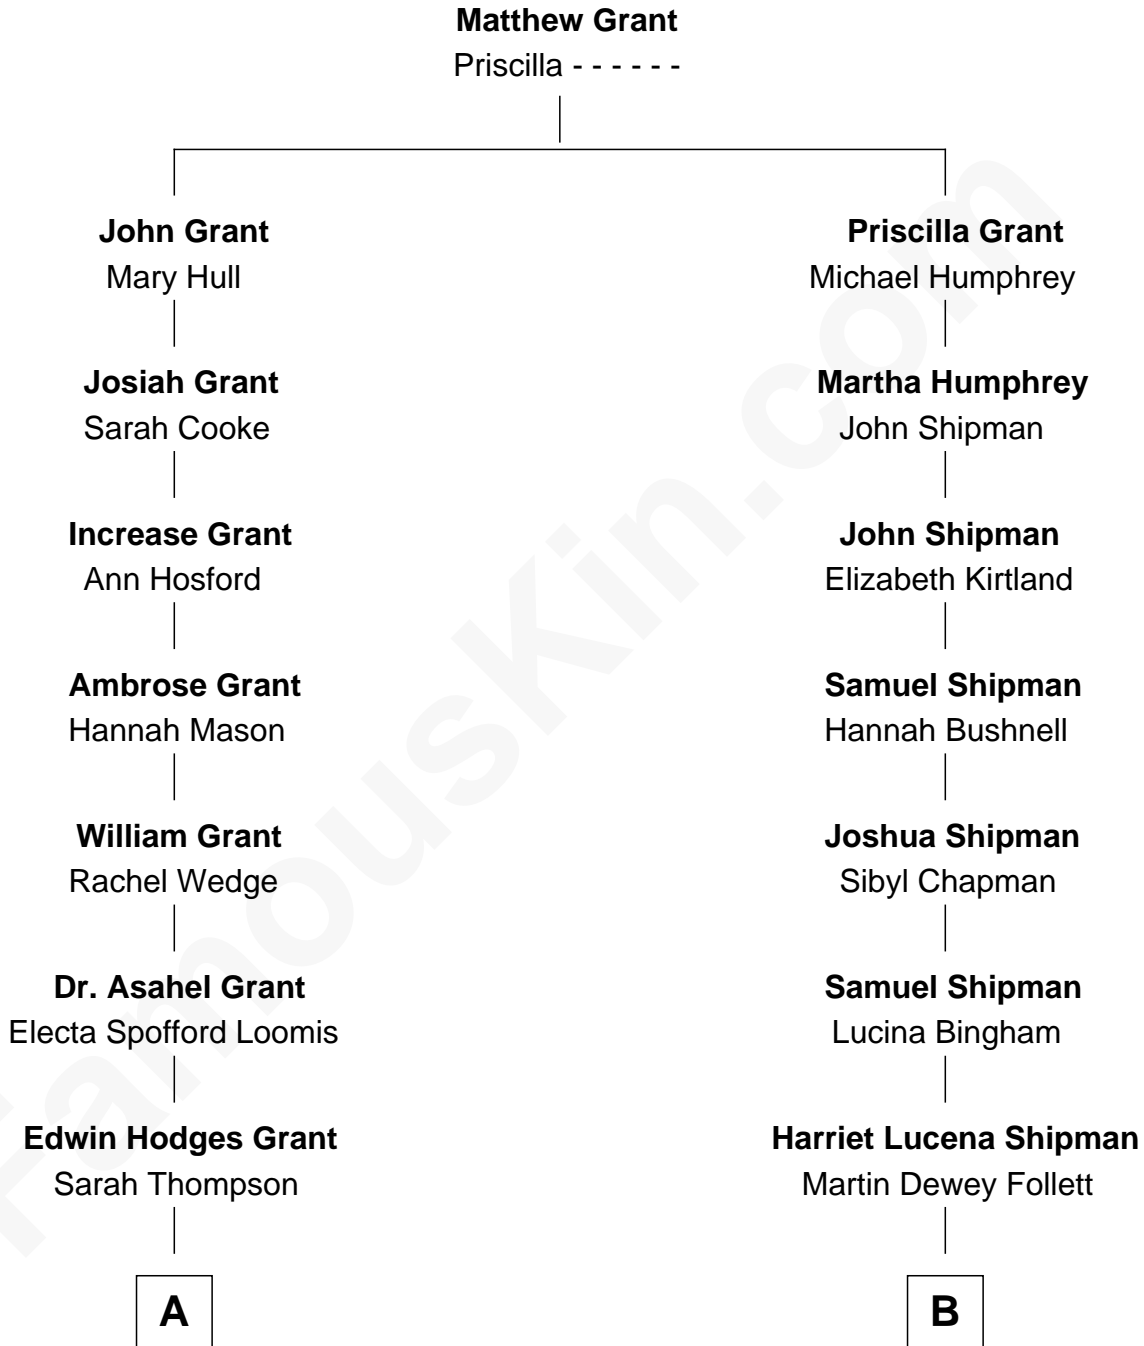 Matthew Grant
Priscilla - - - - - -
John Grant
Mary Hull
Priscilla Grant
Michael Humphrey
Josiah Grant
Sarah Cooke
Martha Humphrey
John Shipman
Increase Grant
Ann Hosford
John Shipman
Elizabeth Kirtland
Ambrose Grant
Hannah Mason
Samuel Shipman
Hannah Bushnell
William Grant
Rachel Wedge
Joshua Shipman
Sibyl Chapman
Dr. Asahel Grant
Electa Spofford Loomis
Samuel Shipman
Lucina Bingham
Edwin Hodges Grant
Sarah Thompson
Harriet Lucena Shipman
Martin Dewey Follett
A
B
FamousKin.com